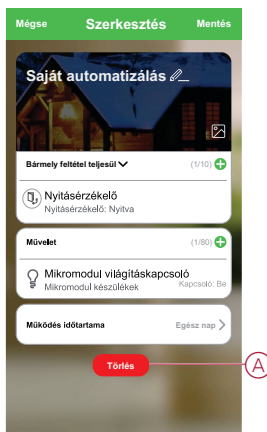 Mégse Szerkesztés Mentés
Saját automatizálás
Bármely feltétel teljesül (1/10)
Nyitásérzékelő
Nyitásérzékelő: Nyitva
Művelet (1/80)
Mikromodul világításkapcsoló
Mikromodul készülékek Kapcsoló: Be
Működés időtartama Egész nap
Törlés
A